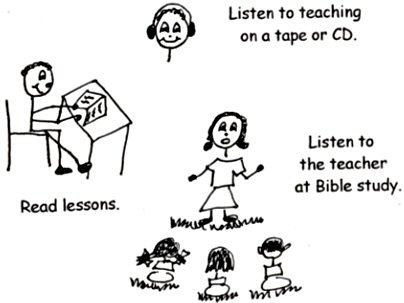 Listen to teaching
on a tape or CD.
Listen to
the teacher
at Bible study.
Read lessons.